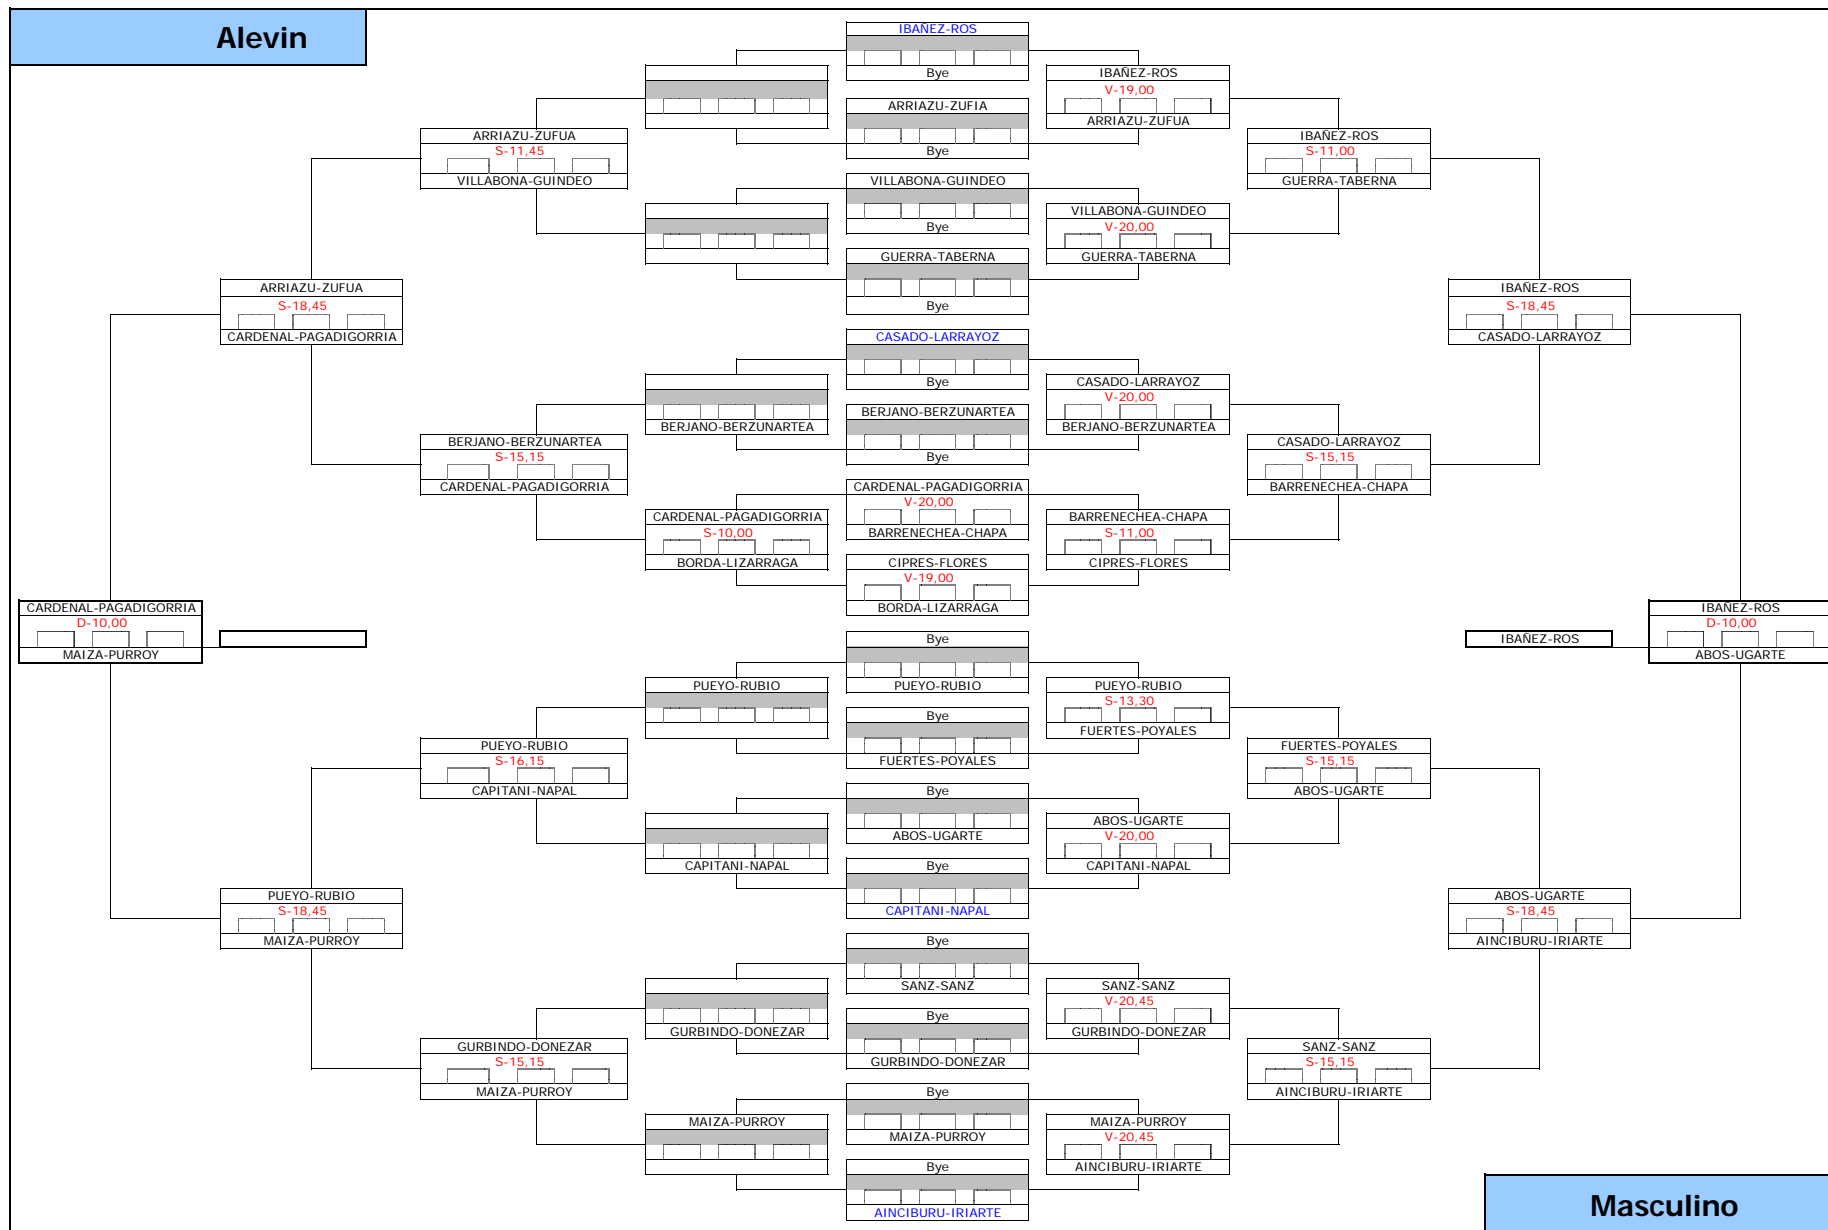 Alevin
IBAÑEZ-ROS
Bye
IBAÑEZ-ROS
V-19,00
ARRIAZU-ZUFUA
ARRIAZU-ZUFIA
Bye
ARRIAZU-ZUFUA
S-11,45
VILLABONA-GUINDEO
IBAÑEZ-ROS
S-11,00
GUERRA-TABERNA
VILLABONA-GUINDEO
Bye
VILLABONA-GUINDEO
V-20,00
GUERRA-TABERNA
GUERRA-TABERNA
Bye
ARRIAZU-ZUFUA
S-18,45
CARDENAL-PAGADIGORRIA
IBAÑEZ-ROS
S-18,45
CASADO-LARRAYOZ
CASADO-LARRAYOZ
Bye
CASADO-LARRAYOZ
V-20,00
BERJANO-BERZUNARTEA
BERJANO-BERZUNARTEA
BERJANO-BERZUNARTEA
Bye
BERJANO-BERZUNARTEA
S-15,15
CARDENAL-PAGADIGORRIA
CASADO-LARRAYOZ
S-15,15
BARRENECHEA-CHAPA
CARDENAL-PAGADIGORRIA
V-20,00
BARRENECHEA-CHAPA
CARDENAL-PAGADIGORRIA
S-10,00
BORDA-LIZARRAGA
BARRENECHEA-CHAPA
S-11,00
CIPRES-FLORES
CIPRES-FLORES
V-19,00
BORDA-LIZARRAGA
CARDENAL-PAGADIGORRIA
D-10,00
MAIZA-PURROY
IBAÑEZ-ROS
IBAÑEZ-ROS
D-10,00
ABOS-UGARTE
Bye
PUEYO-RUBIO
PUEYO-RUBIO
PUEYO-RUBIO
S-13,30
FUERTES-POYALES
Bye
FUERTES-POYALES
PUEYO-RUBIO
S-16,15
CAPITANI-NAPAL
FUERTES-POYALES
S-15,15
ABOS-UGARTE
Bye
ABOS-UGARTE
CAPITANI-NAPAL
ABOS-UGARTE
V-20,00
CAPITANI-NAPAL
Bye
CAPITANI-NAPAL
PUEYO-RUBIO
S-18,45
MAIZA-PURROY
ABOS-UGARTE
S-18,45
AINCIBURU-IRIARTE
Bye
SANZ-SANZ
GURBINDO-DONEZAR
SANZ-SANZ
V-20,45
GURBINDO-DONEZAR
Bye
GURBINDO-DONEZAR
GURBINDO-DONEZAR
S-15,15
MAIZA-PURROY
SANZ-SANZ
S-15,15
AINCIBURU-IRIARTE
Bye
MAIZA-PURROY
MAIZA-PURROY
MAIZA-PURROY
V-20,45
AINCIBURU-IRIARTE
Bye
AINCIBURU-IRIARTE
Masculino